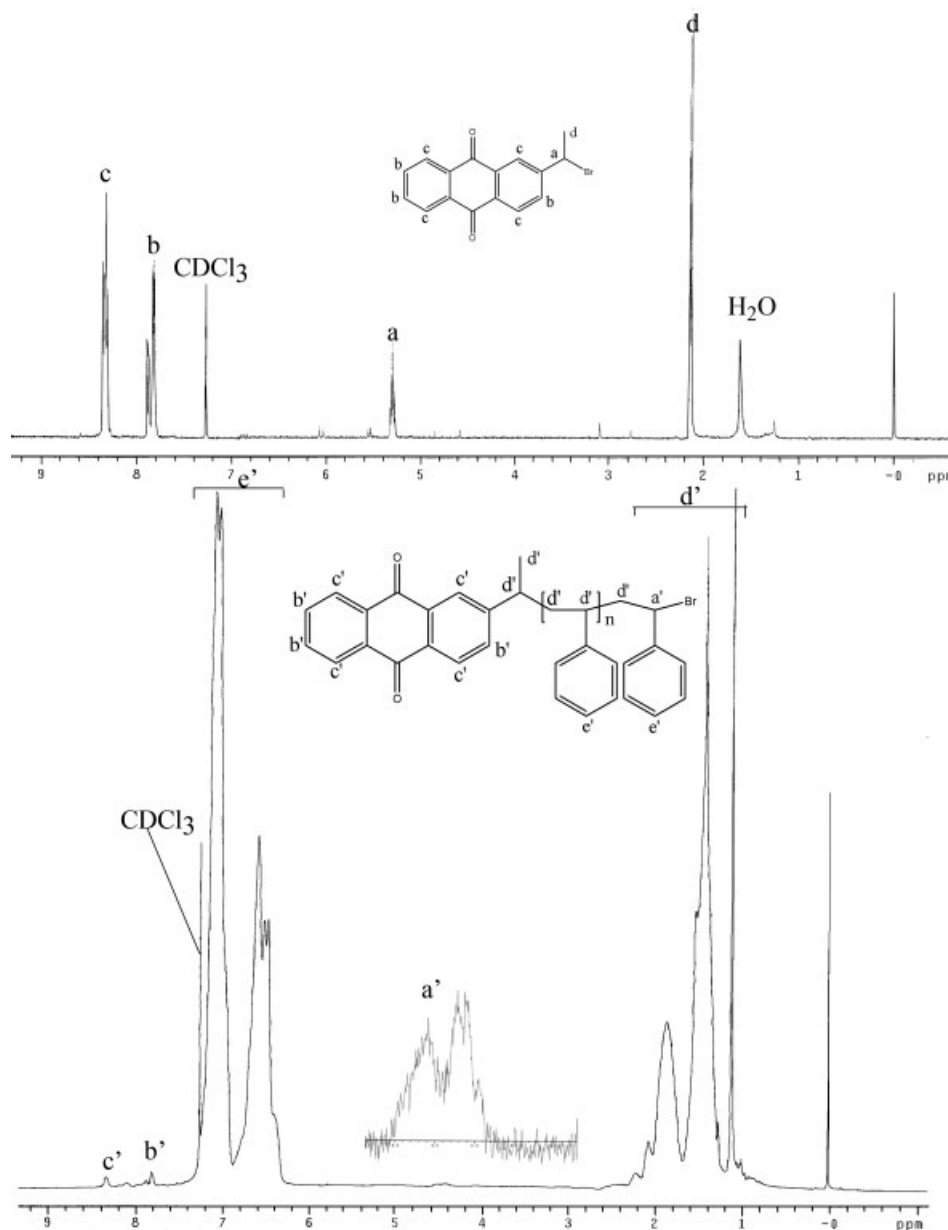 d
O
d
c
c
a
b
Br
b
b
c
c
O
c
b
CDCl3
a
H2O
9 8 7 6 5 4 3 2 1 -0 ppm
e’
d’
O
d'
c'
c'
d'
d'
d'
d'
a'
Br
b'
n
b'
b'
c'
c'
O
e'
e'
CDCl3
a’
c’
b’
9 8 7 6 5 4 3 2 1 -0 ppm